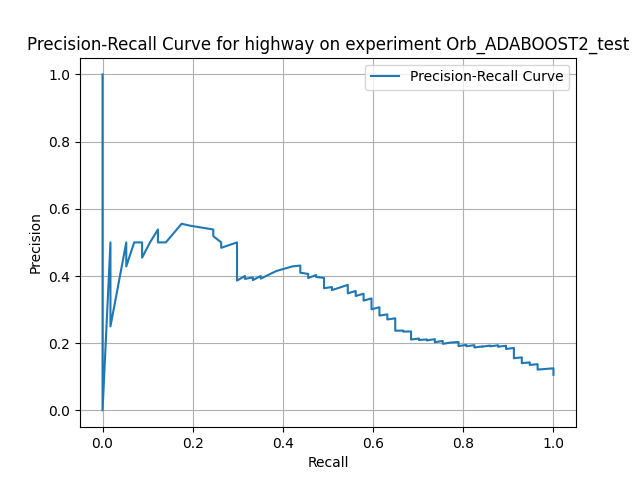 Precision-Recall Curve for highway on experiment Orb_ADABOOST2_test
Precision-Recall Curve
1.0
0.8
0.6
0.4
0.2
0.0
Precision
0.0 0.2 0.4 0.6 0.8 1.0
Recall